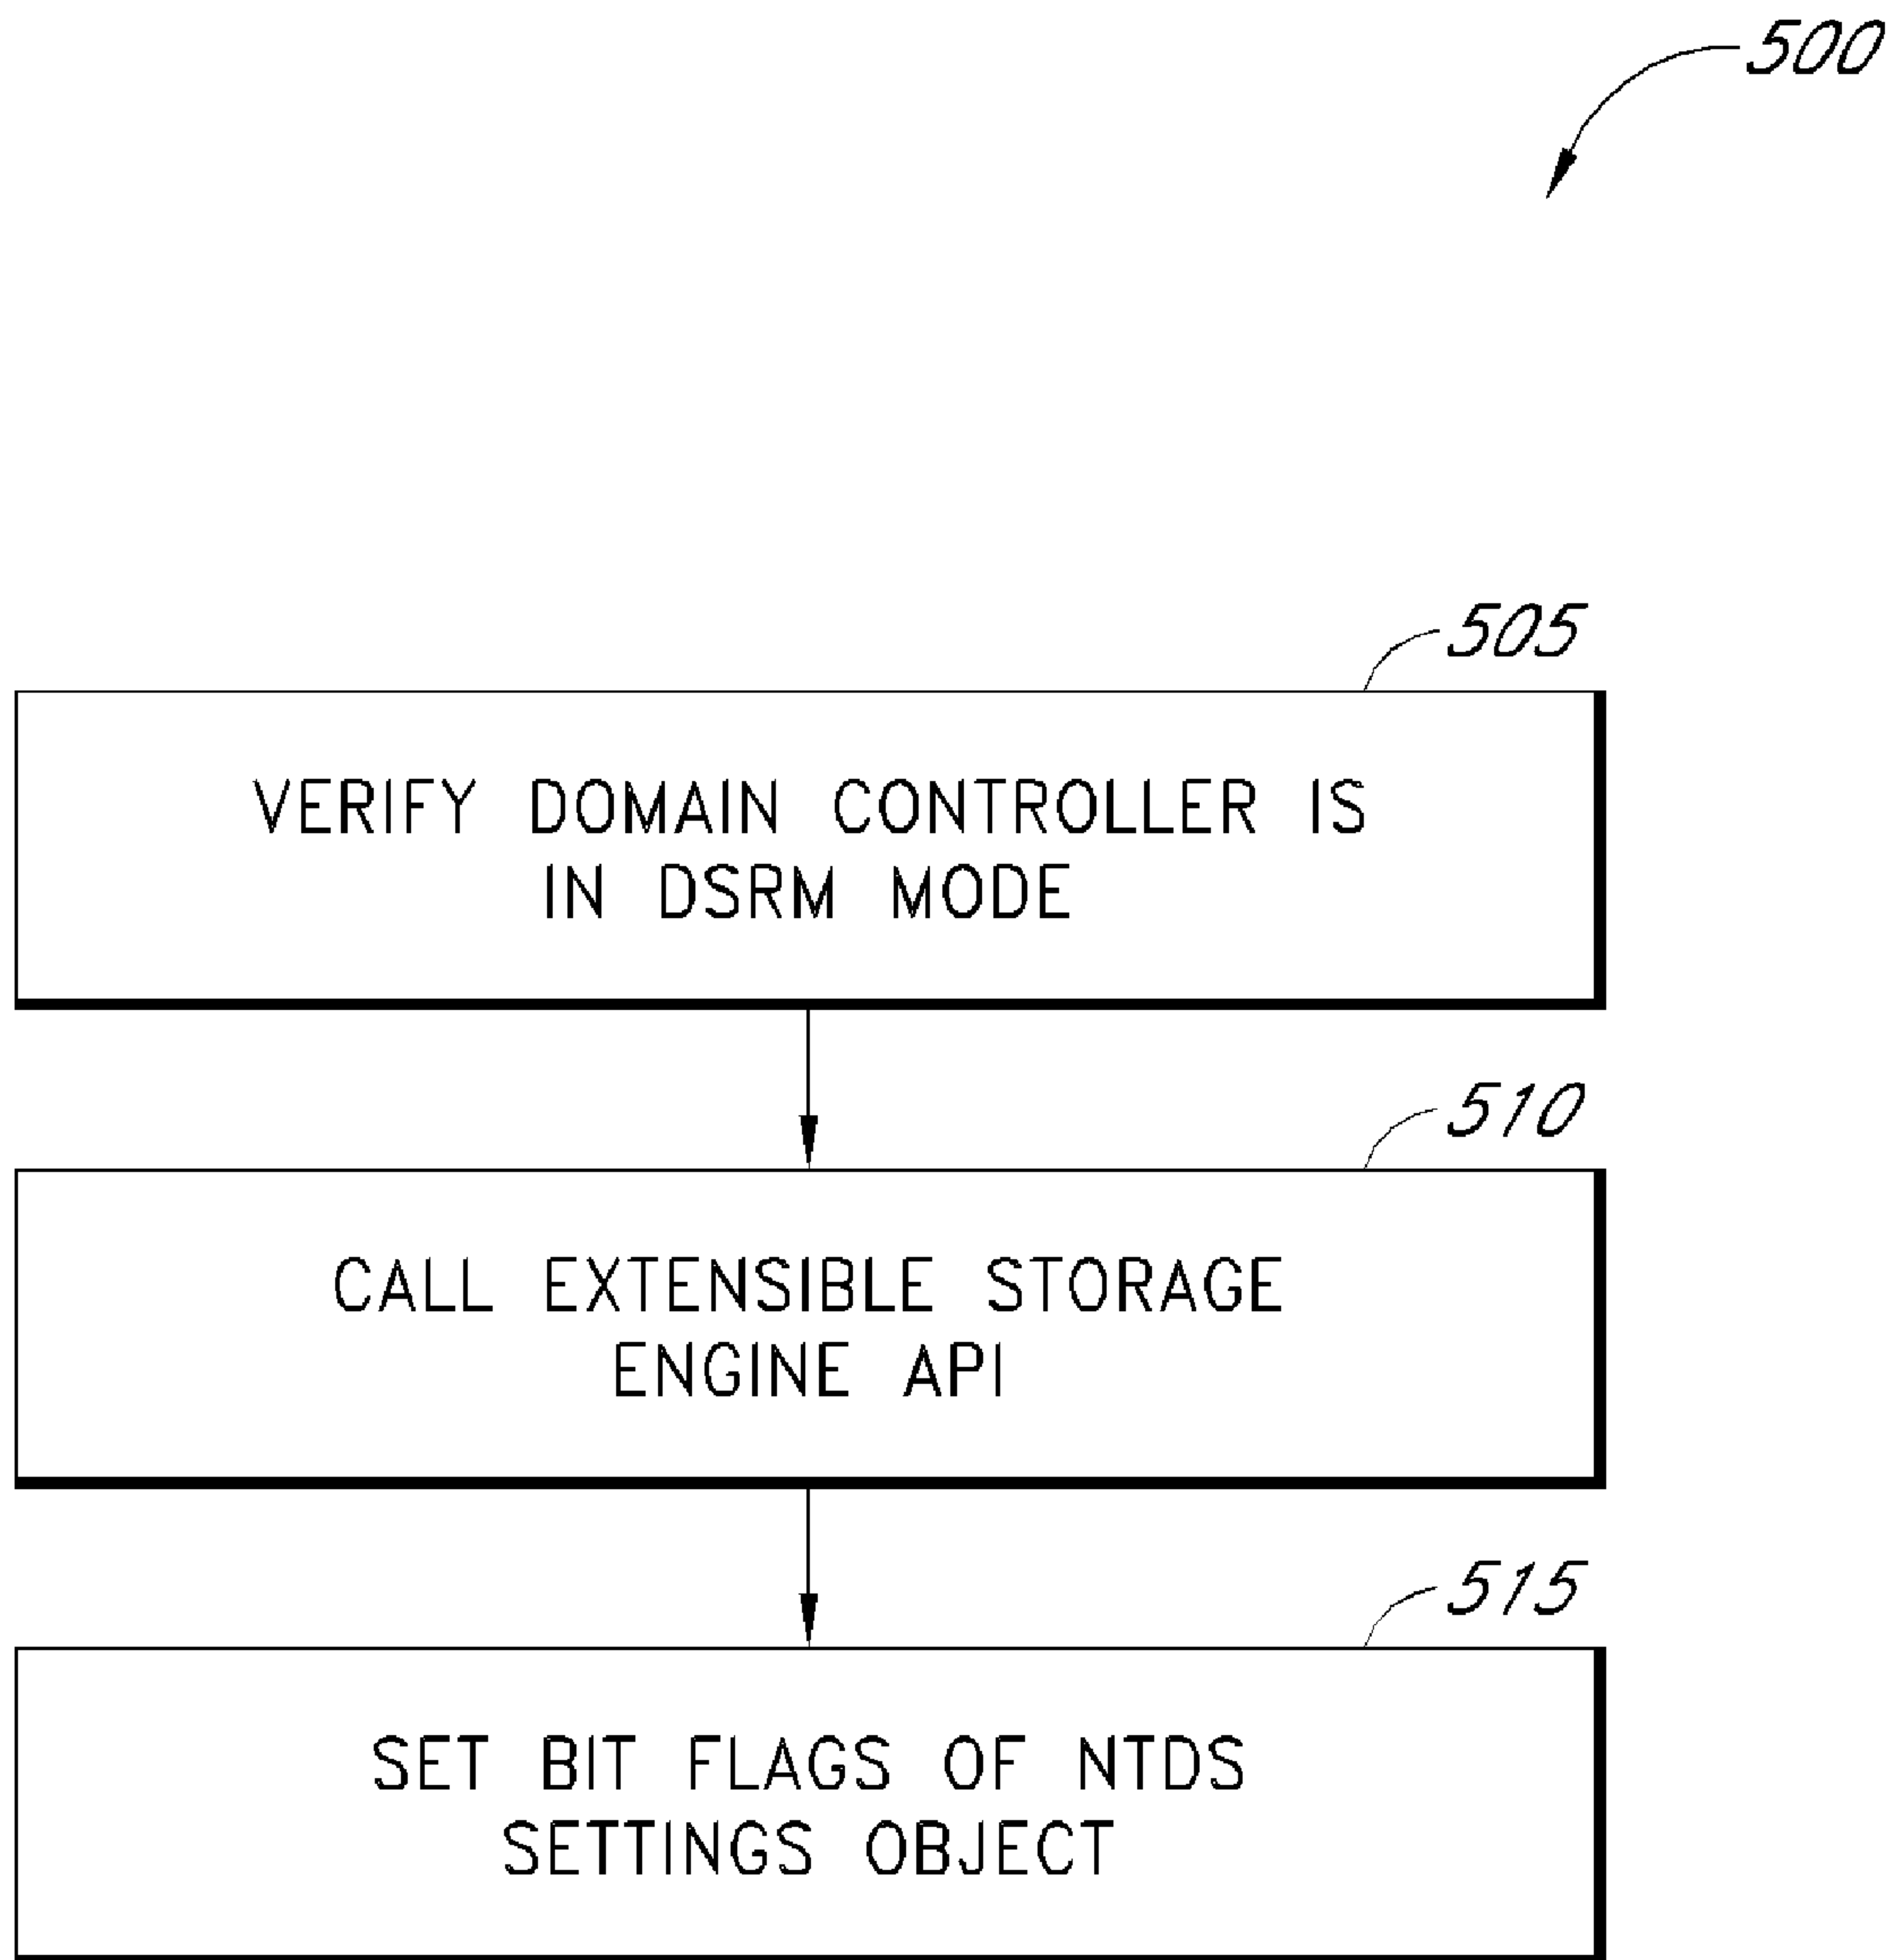 500
505
VERIFY DOMAIN CONTROLLER IS
IN DSRM MODE
510
CALL EXTENSIBLE STORAGE
ENGINE API
515
SET BIT FLAGS OF NTDS
SETTINGS OBJECT